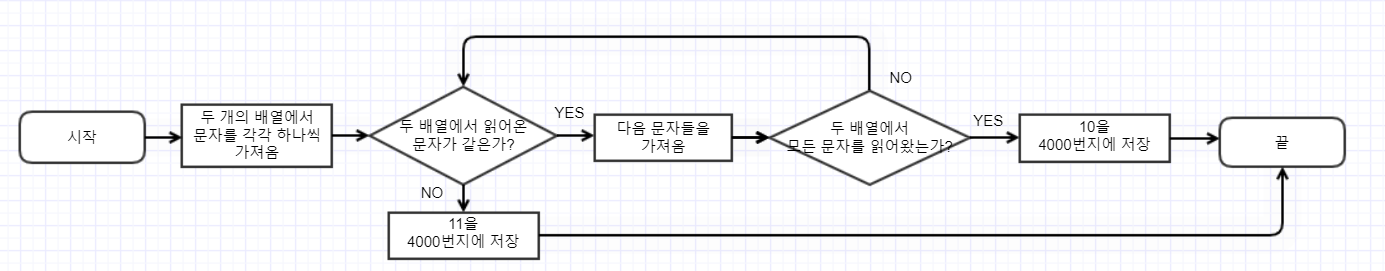 시작
두 개의 배열에서
문자를 각각 하나씩
가져옴
두 배열에서 읽어온
문자가 같은가?
YES
NO
11을
4000번지에 저장
다음 문자들을
가져옴
두 배열에서
모든 문자를 읽어왔는가?
NO
YES
10을
4000번지에 저장
끝